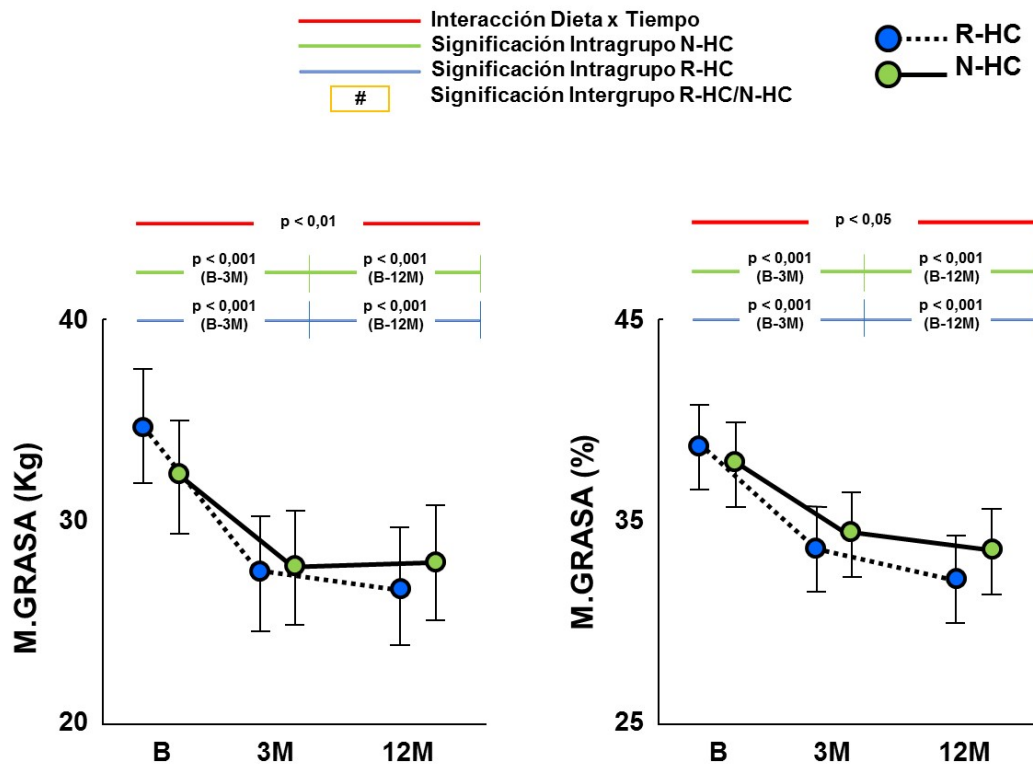 Interacción Dieta x Tiempo
Significación Intragrupo N-HC
Significación Intragrupo R-HC
# Significación Intergrupo R-HC/N-HC
R-HC
N-HC
p < 0,01
p < 0,001
(B-3M)
p < 0,001
(B-12M)
p < 0,001
(B-3M)
p < 0,001
(B-12M)
40
30
20
M.GRASA (Kg)
B 3M 12M
p < 0,05
p < 0,001
(B-3M)
p < 0,001
(B-12M)
p < 0,001
(B-3M)
p < 0,001
(B-12M)
45
35
25
M.GRASA (%)
B 3M 12M